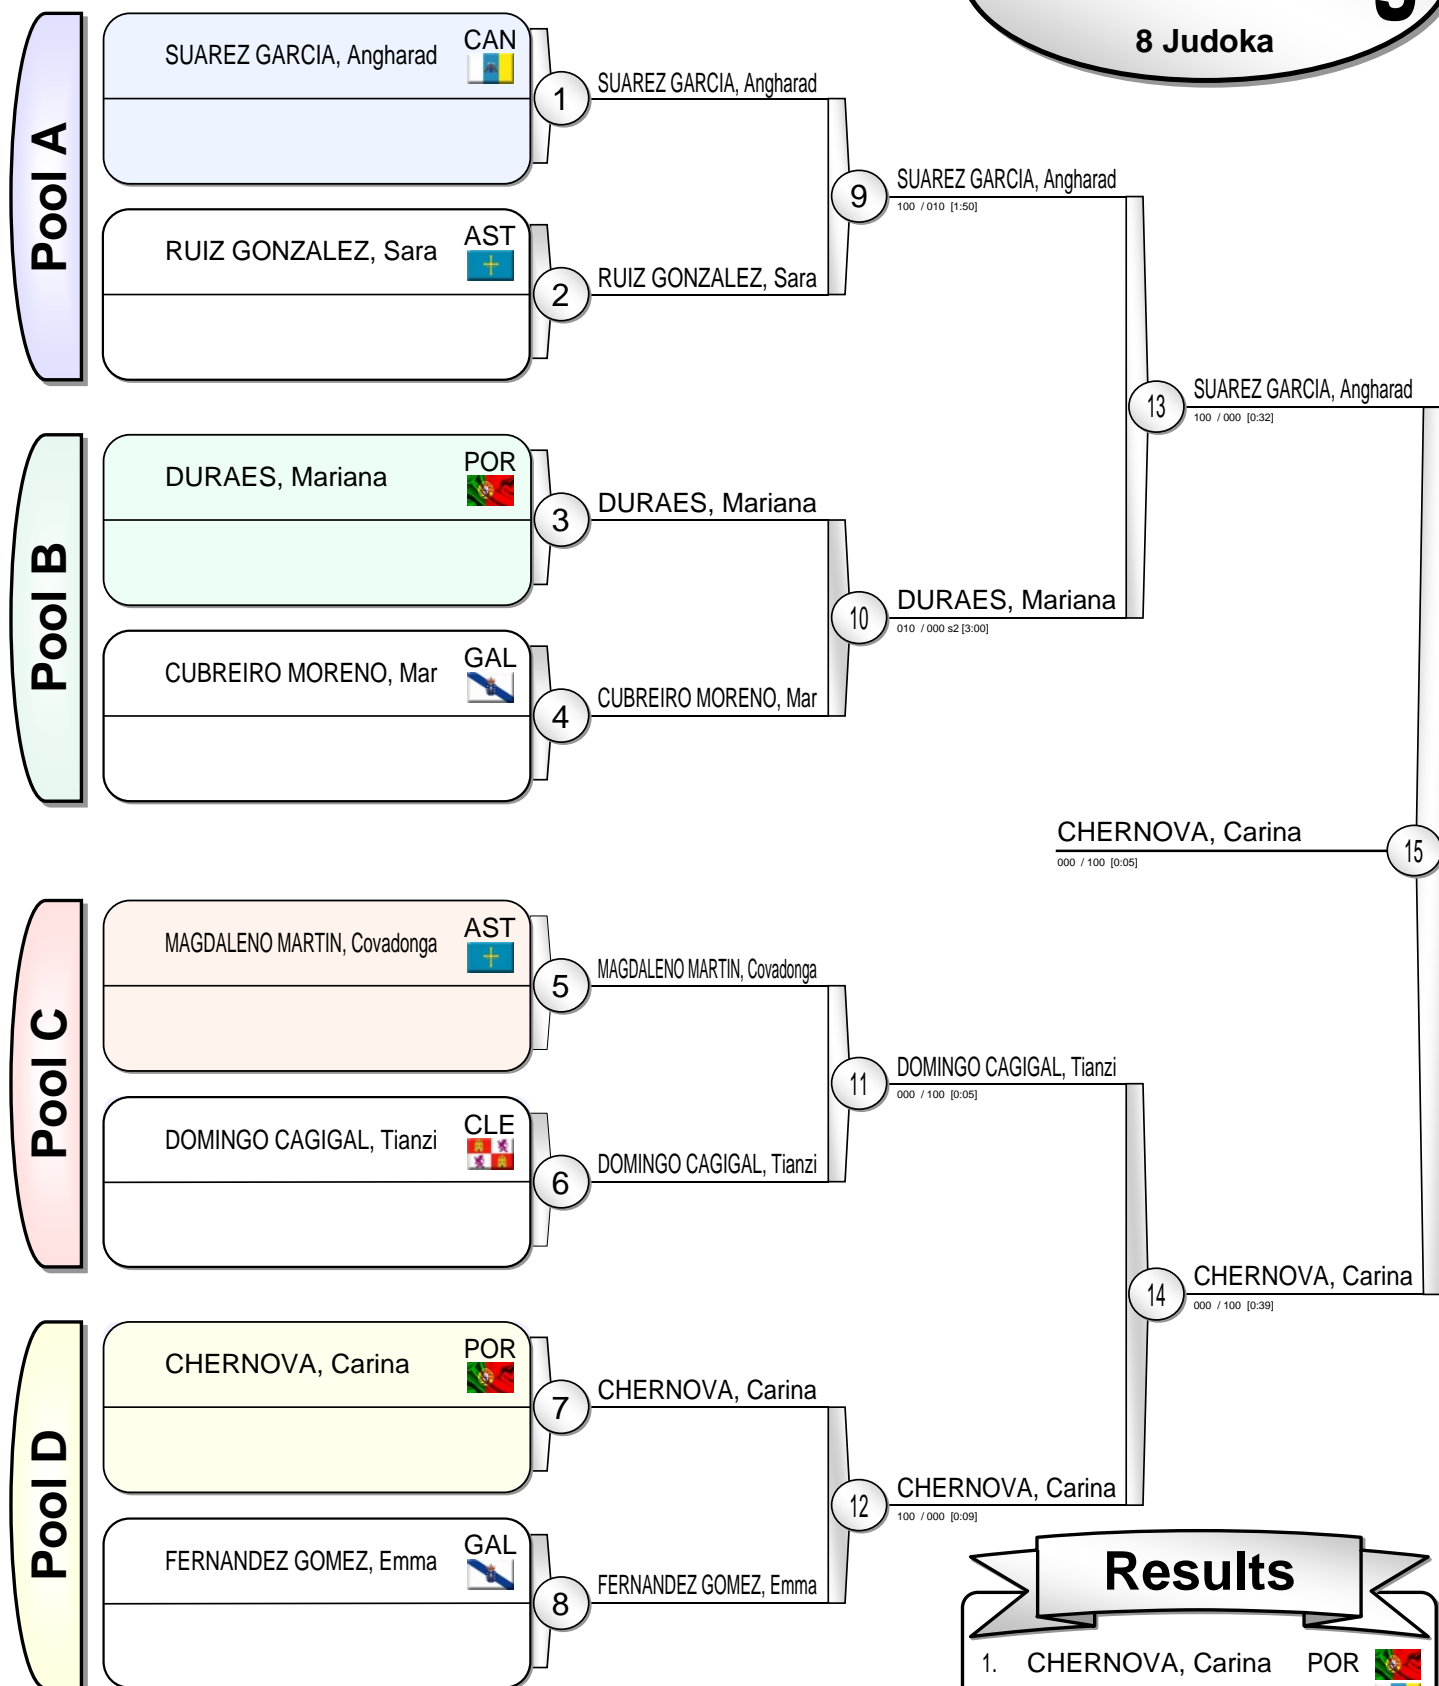 8 Judoka
Pool A
SUAREZ GARCIA, Angharad CAN
1
SUAREZ GARCIA, Angharad
9
SUAREZ GARCIA, Angharad
100 / 010 [1:50]
RUIZ GONZALEZ, Sara AST
2
RUIZ GONZALEZ, Sara
13
SUAREZ GARCIA, Angharad
100 / 000 [0:32]
Pool B
DURAES, Mariana POR
3
DURAES, Mariana
10
DURAES, Mariana
010 / 000 s2 [3:00]
CUBREIRO MORENO, Mar GAL
4
CUBREIRO MORENO, Mar
CHERNOVA, Carina
000 / 100 [0:05]
15
Pool C
MAGDALENO MARTIN, Covadonga AST
5
MAGDALENO MARTIN, Covadonga
11
DOMINGO CAGIGAL, Tianzi
000 / 100 [0:05]
DOMINGO CAGIGAL, Tianzi CLE
6
DOMINGO CAGIGAL, Tianzi
14
CHERNOVA, Carina
000 / 100 [0:39]
Pool D
CHERNOVA, Carina POR
7
CHERNOVA, Carina
12
CHERNOVA, Carina
100 / 000 [0:09]
FERNANDEZ GOMEZ, Emma GAL
8
FERNANDEZ GOMEZ, Emma
Results
1. CHERNOVA, Carina POR